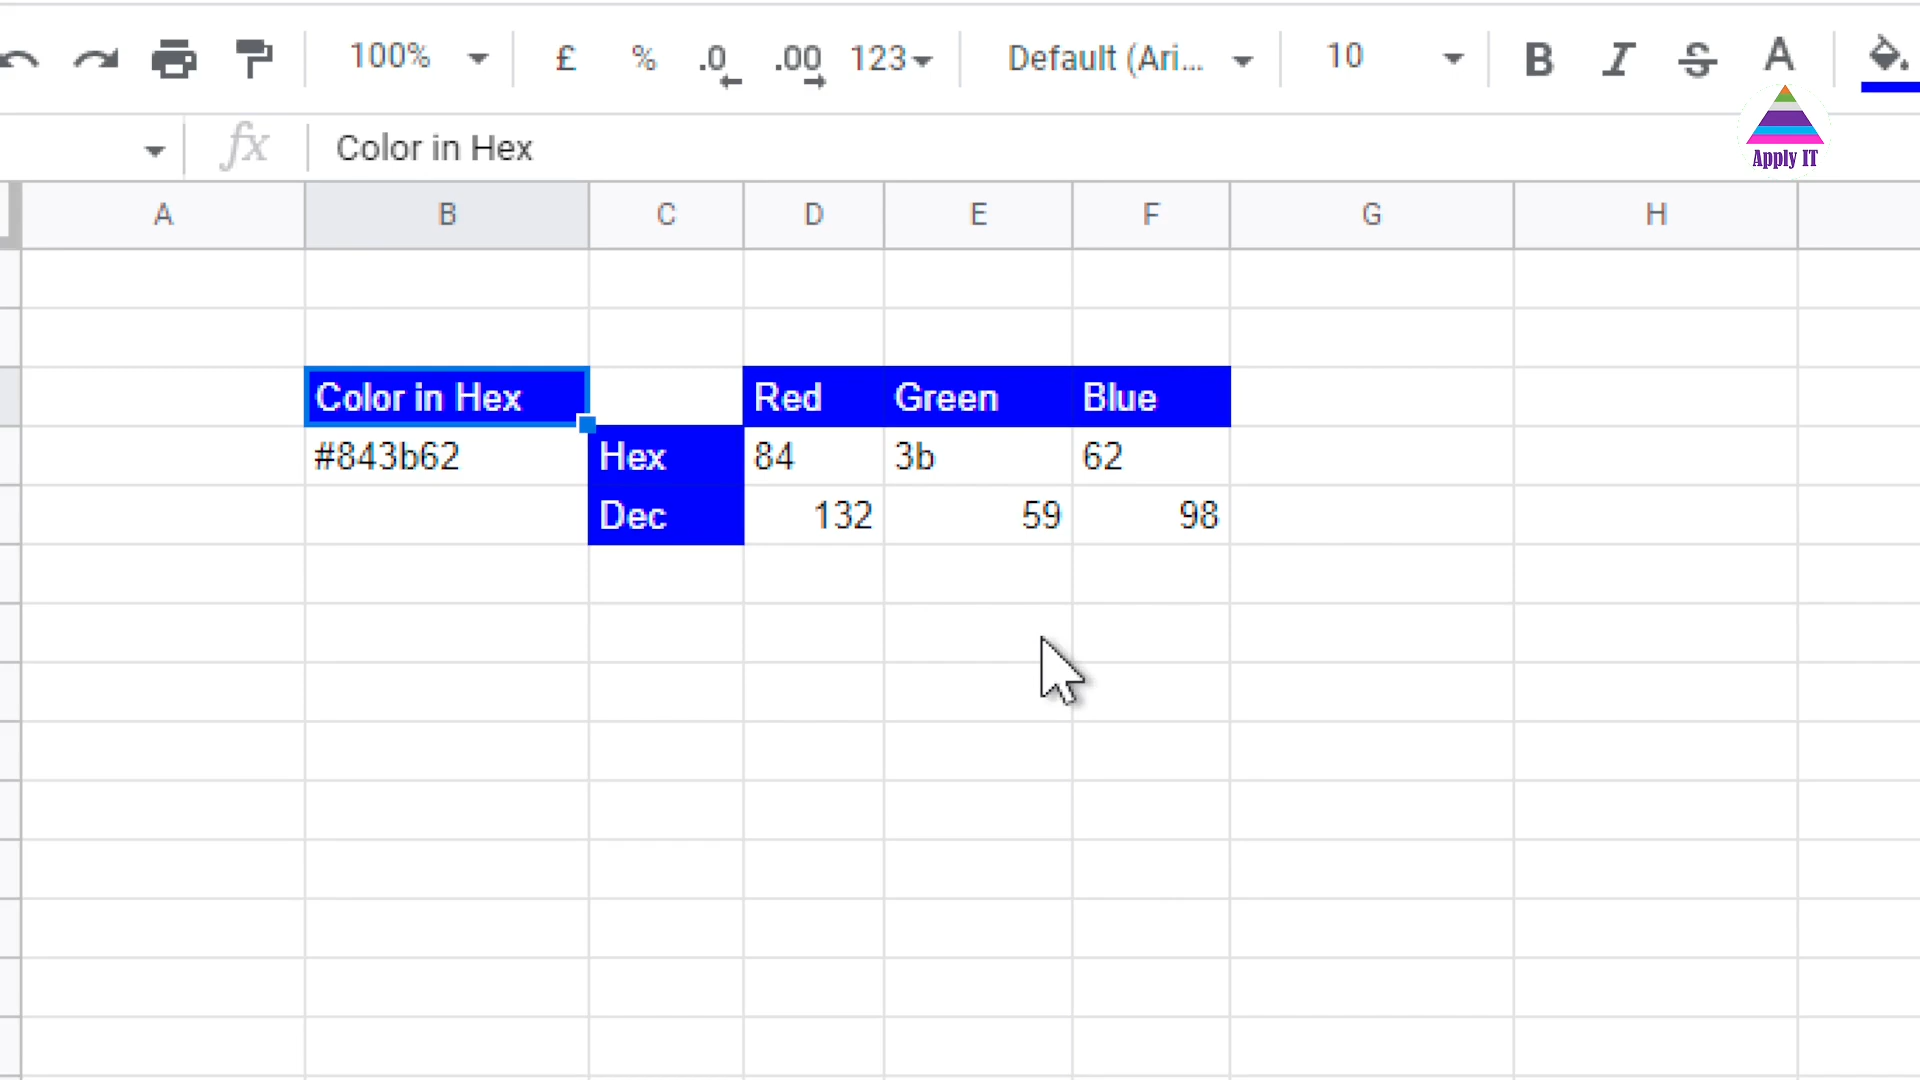 100% £ % .0 .00 123 Default (Ari... 10 B I S A
fx Color in Hex
Apply IT
A B C D E F G H
Color in Hex Red Green Blue
#843b62 Hex 84 3b 62
Dec 132 59 98